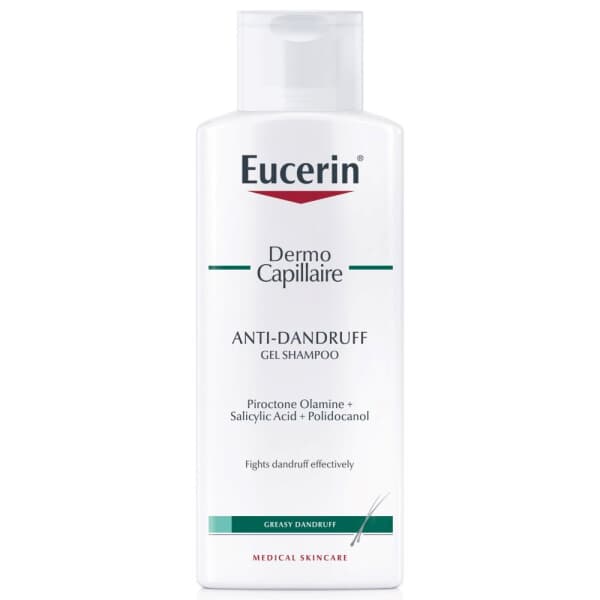 Eucerin®
Dermo
Capillaire
ANTI-DANDRUFF
GEL SHAMPOO
Piroctone Olamine +
Salicylic Acid + Polidocanol
Fights dandruff effectively
GREASY DANDRUFF
MEDICAL SKINCARE